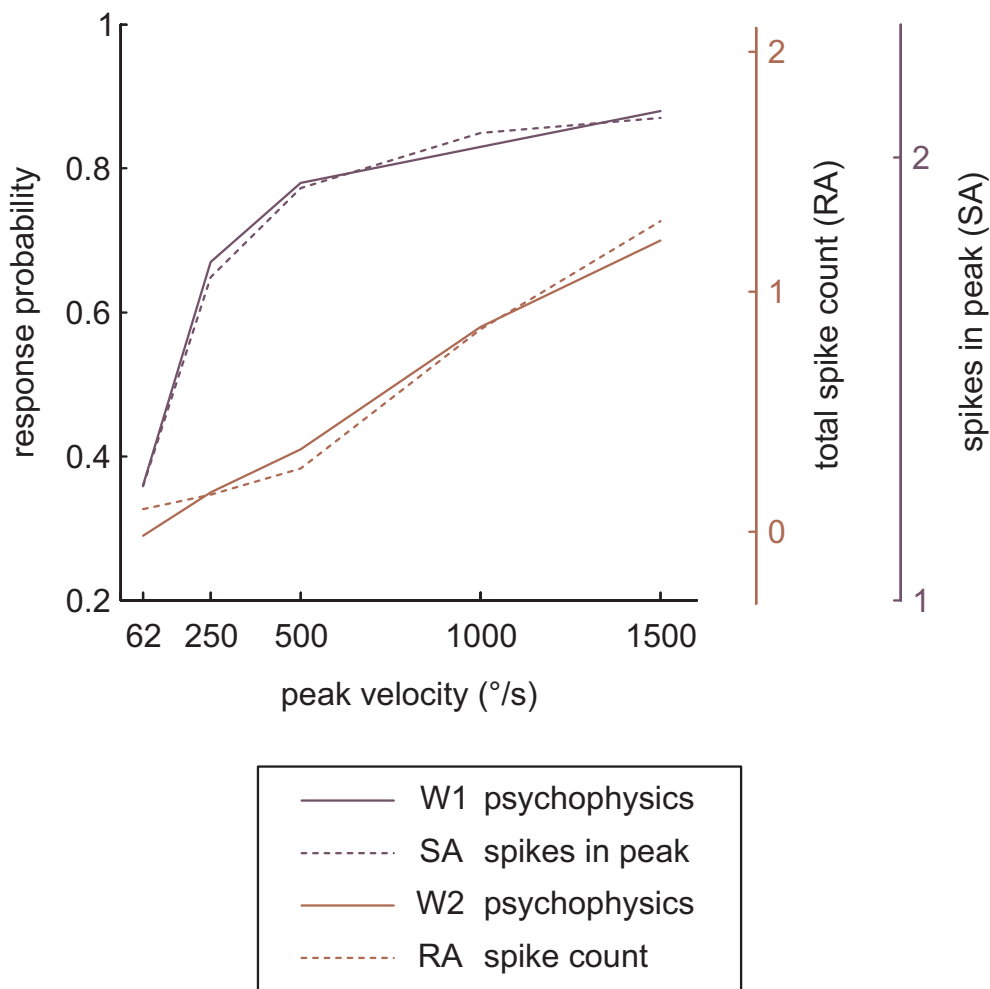 response probability
1
0.8
0.6
0.4
0.2
62 250 500 1000 1500
peak velocity (°/s)
2
1
0
total spike count (RA)
2
1
spikes in peak (SA)
W1 psychophysics
SA spikes in peak
W2 psychophysics
RA spike count